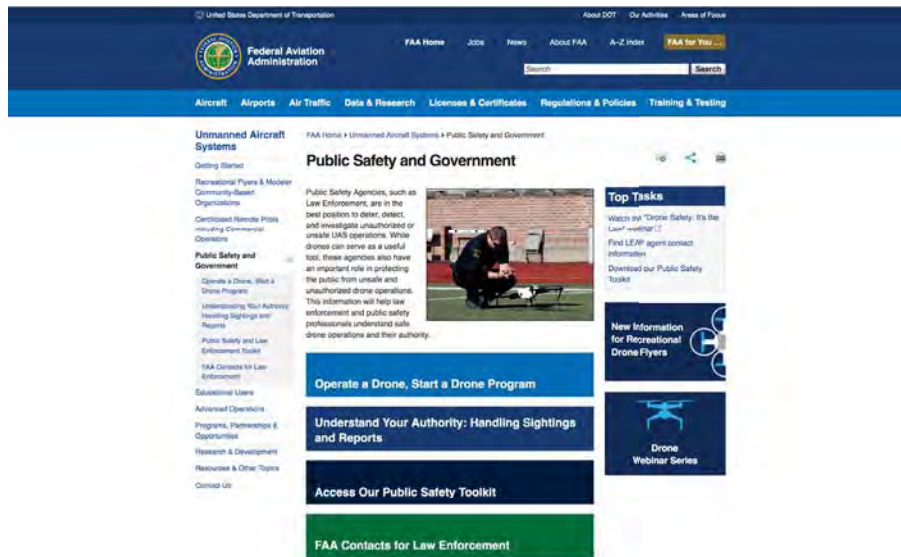 United States Department of Transportation
About DOT Our Activities Areas of Focus
Federal Aviation
Administration
FAA Home Jobs News About FAA A–Z Index FAA for You ...
Search Search
Aircraft Airports Air Traffic Data & Research Licenses & Certificates Regulations & Policies Training & Testing
Unmanned Aircraft
Systems
Getting Started
Recreational Flyers & Modeler
Community-Based
Organizations
Certificated Remote Pilots
including Commercial
Operators
Public Safety and
Government
Operate a Drone, Start a
Drone Program
Understanding Your Authority:
Handling Sightings and
Reports
Public Safety and Law
Enforcement Toolkit
FAA Contacts for Law
Enforcement
Educational Users
Advanced Operations
Programs, Partnerships &
Opportunities
Research & Development
Resources & Other Topics
Contact Us
FAA Home ▸ Unmanned Aircraft Systems ▸ Public Safety and Government
Public Safety and Government
Public Safety Agencies, such as
Law Enforcement, are in the
best position to deter, detect,
and investigate unauthorized or
unsafe UAS operations. While
drones can serve as a useful
tool, these agencies also have
an important role in protecting
the public from unsafe and
unauthorized drone operations.
This information will help law
enforcement and public safety
professionals understand safe
drone operations and their authority.
Operate a Drone, Start a Drone Program
Understand Your Authority: Handling Sightings
and Reports
Access Our Public Safety Toolkit
FAA Contacts for Law Enforcement
Top Tasks
Watch the "Drone Safety: It's the
Law" webinar
Find LEAP agent contact
information
Download our Public Safety
Toolkit
New Information
for Recreational
Drone Flyers
Drone
Webinar Series